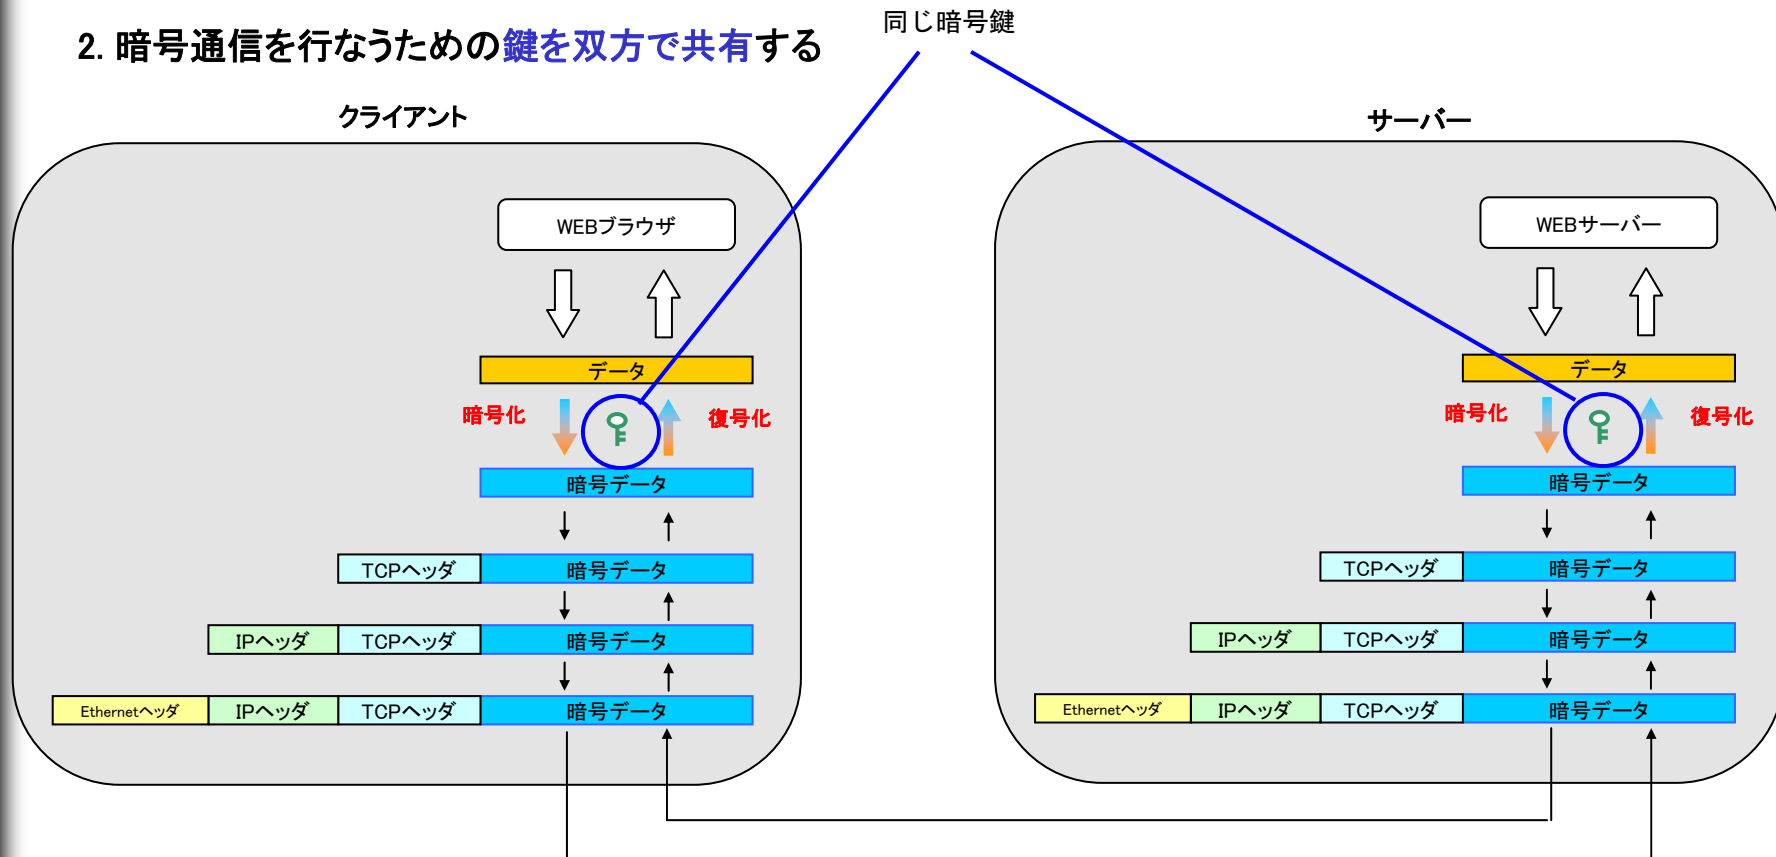 同じ暗号鍵
2. 暗号通信を行なうための鍵を双方で共有する
クライアント
WEBブラウザ
データ
暗号化
復号化
暗号データ
TCPヘッダ 暗号データ
IPヘッダ TCPヘッダ 暗号データ
Ethernetヘッダ IPヘッダ TCPヘッダ 暗号データ
サーバー
WEBサーバー
データ
暗号化
復号化
暗号データ
TCPヘッダ 暗号データ
IPヘッダ TCPヘッダ 暗号データ
Ethernetヘッダ IPヘッダ TCPヘッダ 暗号データ